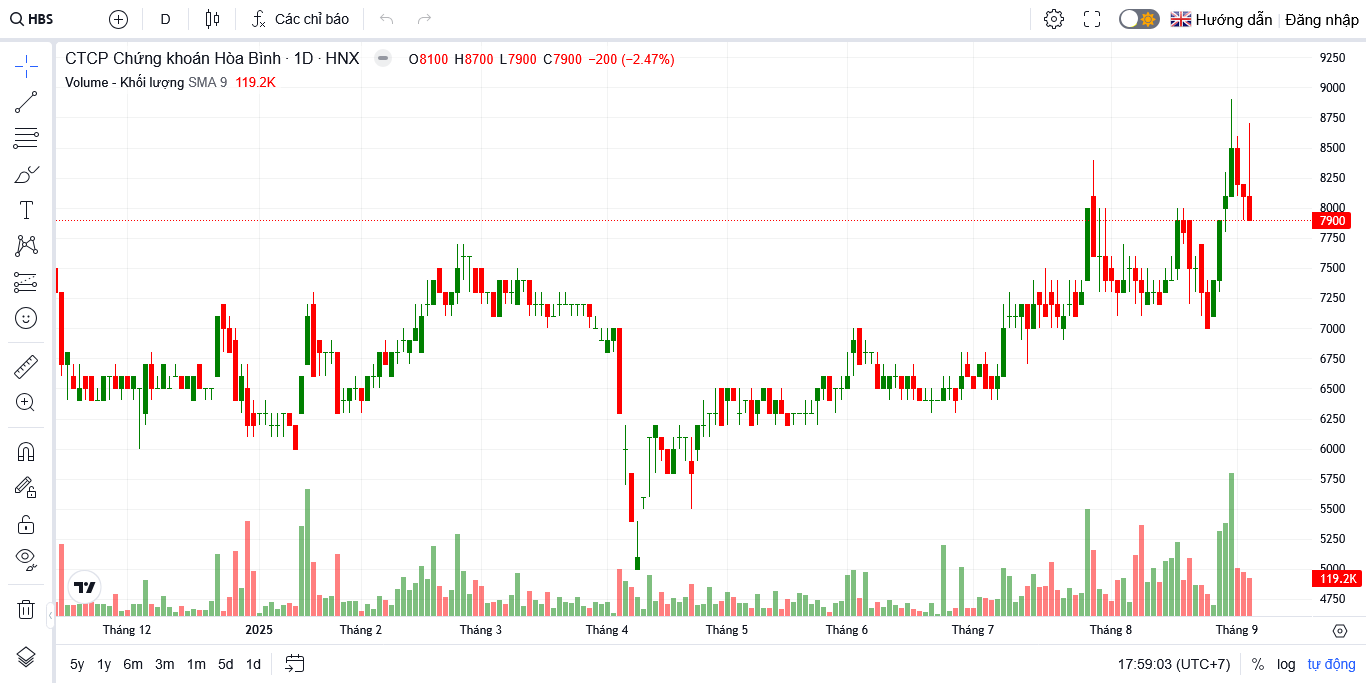 HBS
D
Các chỉ báo
Hướng dẫn
Đăng nhập
CTCP Chứng khoán Hòa Bình · 1D · HNX O8100 H8700 L7900 C7900 −200 (−2.47%)
Volume - Khối lượng SMA 9 119.2K
9250
9000
8750
8500
8250
8000
7900
7750
7500
7250
7000
6750
6500
6250
6000
5750
5500
5250
5000
119.2K
4750
Tháng 12 2025 Tháng 2 Tháng 3 Tháng 4 Tháng 5 Tháng 6 Tháng 7 Tháng 8 Tháng 9
5y 1y 6m 3m 1m 5d 1d 17:59:03 (UTC+7) % log tự động